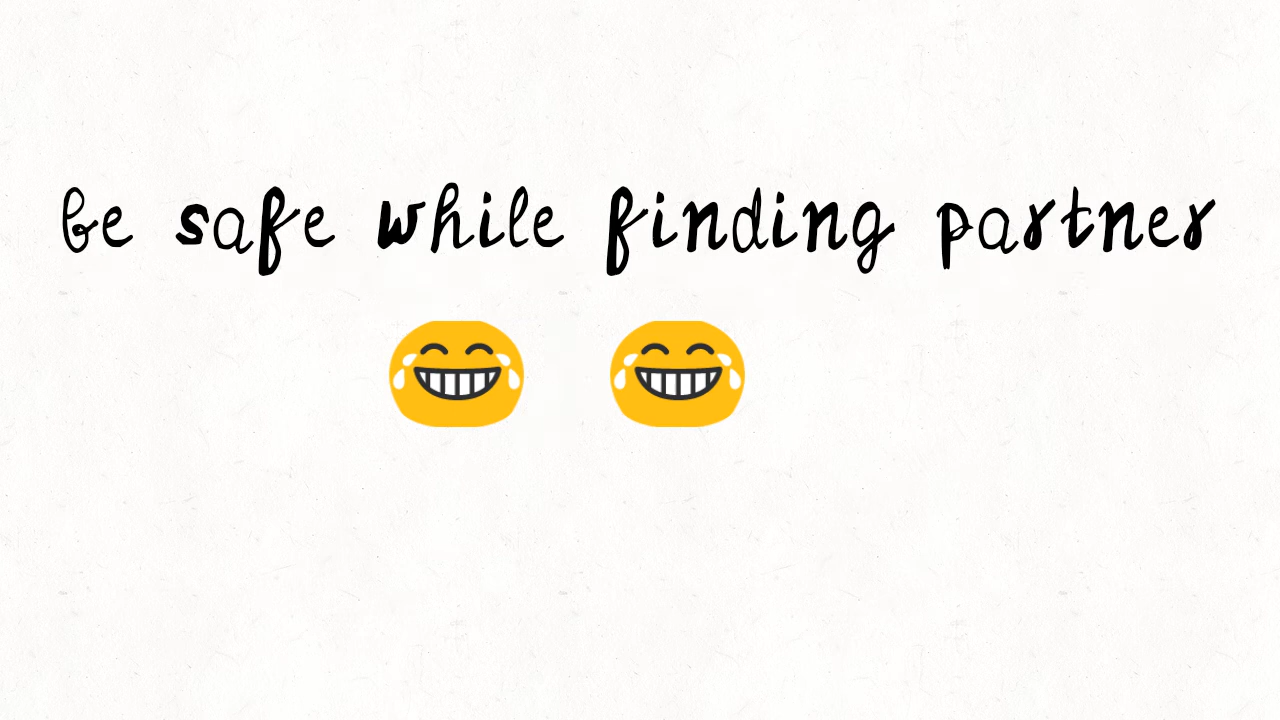 be safe while finding partner
😂 😂